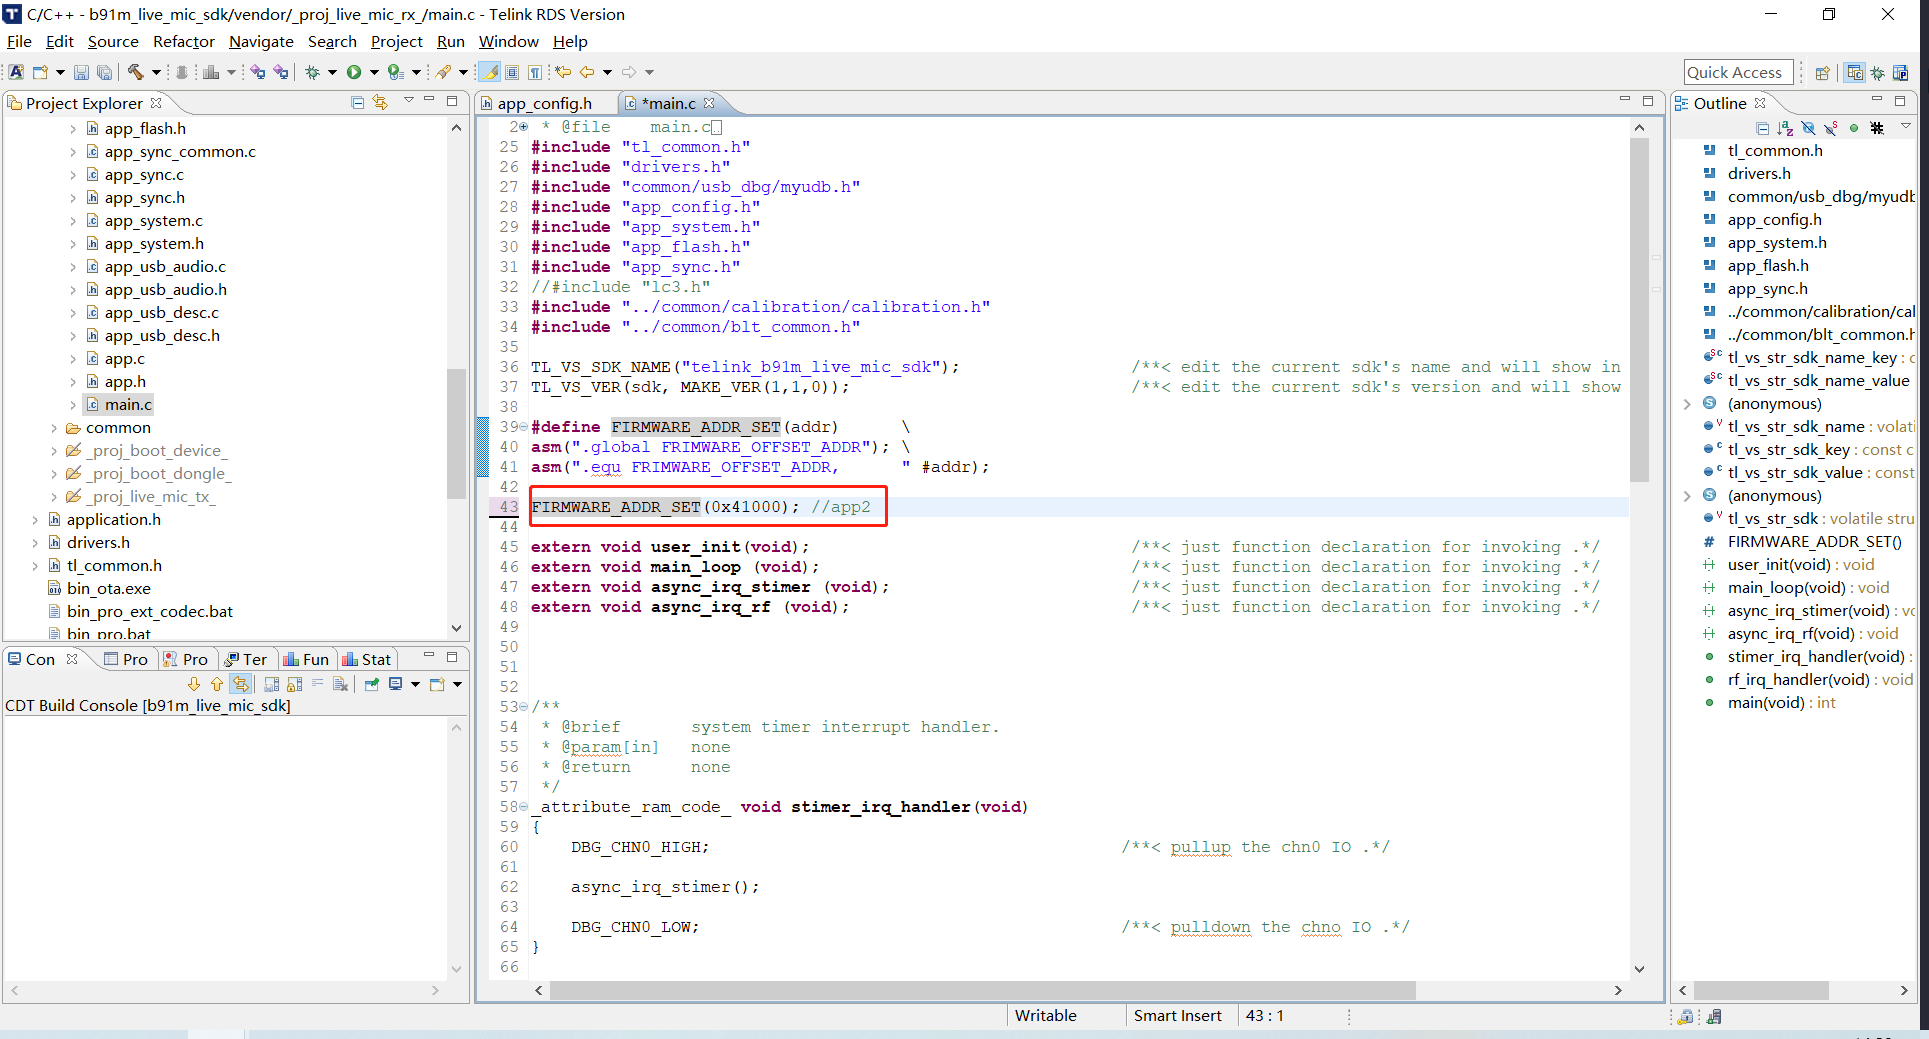 C/C++ - b91m_live_mic_sdk/vendor/_proj_live_mic_rx_/main.c - Telink RDS Version
File Edit Source Refactor Navigate Search Project Run Window Help
Quick Access
Project Explorer
app_flash.h
app_sync_common.c
app_sync.c
app_sync.h
app_system.c
app_system.h
app_usb_audio.c
app_usb_audio.h
app_usb_desc.c
app_usb_desc.h
app.c
app.h
main.c
common
_proj_boot_device_
_proj_boot_dongle_
_proj_live_mic_tx_
application.h
drivers.h
tl_common.h
bin_ota.exe
bin_pro_ext_codec.bat
bin_pro.bat
Con Pro Pro Ter Fun Stat
CDT Build Console [b91m_live_mic_sdk]
app_config.h *main.c
2 * @file main.c
25 #include "tl_common.h"
26 #include "drivers.h"
27 #include "common/usb_dbg/myudb.h"
28 #include "app_config.h"
29 #include "app_system.h"
30 #include "app_flash.h"
31 #include "app_sync.h"
32 //#include "lc3.h"
33 #include "../common/calibration/calibration.h"
34 #include "../common/blt_common.h"
35
36 TL_VS_SDK_NAME("telink_b91m_live_mic_sdk"); /**< edit the current sdk's name and will show in
37 TL_VS_VER(sdk, MAKE_VER(1,1,0)); /**< edit the current sdk's version and will show
38
39 #define FIRMWARE_ADDR_SET(addr) \
40 asm(".global FRIMWARE_OFFSET_ADDR"); \
41 asm(".equ FRIMWARE_OFFSET_ADDR, " #addr);
42
43 FIRMWARE_ADDR_SET(0x41000); //app2
44
45 extern void user_init(void); /**< just function declaration for invoking .*/
46 extern void main_loop (void); /**< just function declaration for invoking .*/
47 extern void async_irq_stimer (void); /**< just function declaration for invoking .*/
48 extern void async_irq_rf (void); /**< just function declaration for invoking .*/
49
50
51
52
53 /**
54 * @brief system timer interrupt handler.
55 * @param[in] none
56 * @return none
57 */
58 _attribute_ram_code_ void stimer_irq_handler(void)
59 {
60 DBG_CHN0_HIGH; /**< pullup the chn0 IO .*/
61
62 async_irq_stimer();
63
64 DBG_CHN0_LOW; /**< pulldown the chno IO .*/
65 }
66
Outline
tl_common.h
drivers.h
common/usb_dbg/myudb
app_config.h
app_system.h
app_flash.h
app_sync.h
../common/calibration/cal
../common/blt_common.h
tl_vs_str_sdk_name_key : c
tl_vs_str_sdk_name_value
(anonymous)
tl_vs_str_sdk_name : volati
tl_vs_str_sdk_key : const c
tl_vs_str_sdk_value : const
(anonymous)
tl_vs_str_sdk : volatile stru
FIRMWARE_ADDR_SET()
user_init(void) : void
main_loop(void) : void
async_irq_stimer(void) : vo
async_irq_rf(void) : void
stimer_irq_handler(void) :
rf_irq_handler(void) : void
main(void) : int
Writable Smart Insert 43 : 1